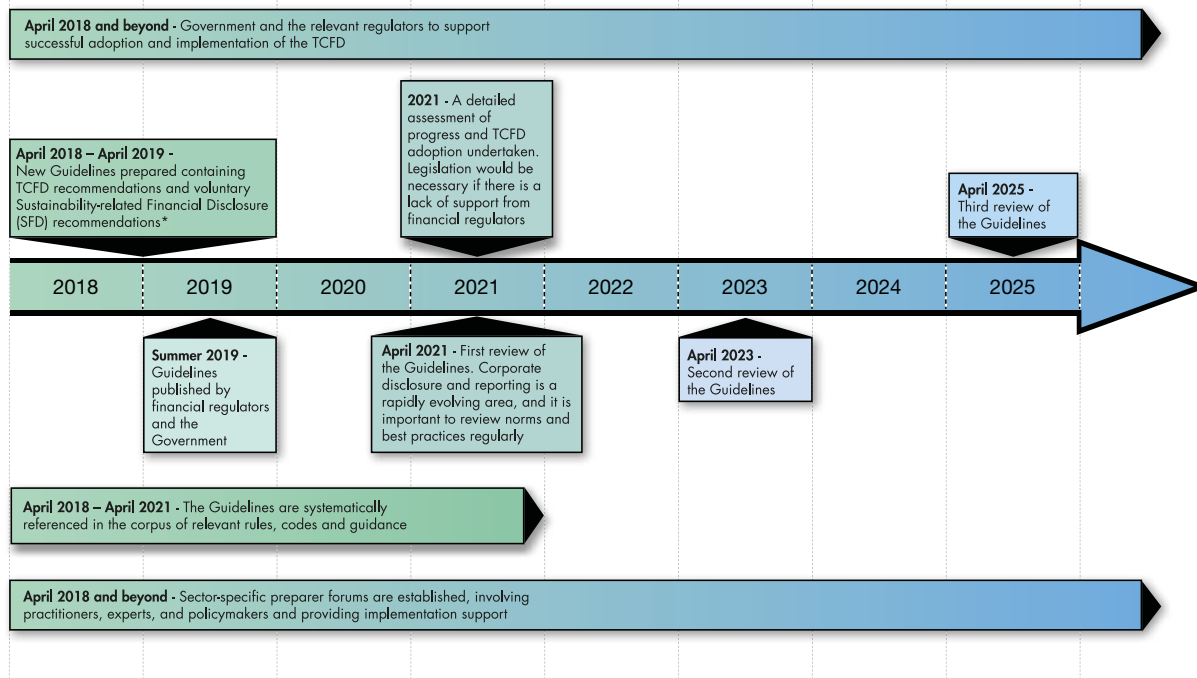 April 2018 and beyond - Government and the relevant regulators to support
successful adoption and implementation of the TCFD
2021 - A detailed
assessment of
progress and TCFD
adoption undertaken.
Legislation would be
necessary if there is a
lack of support from
financial regulators
April 2018 – April 2019 -
New Guidelines prepared containing
TCFD recommendations and voluntary
Sustainability-related Financial Disclosure
(SFD) recommendations*
April 2025 -
Third review of
the Guidelines
2018 2019 2020 2021 2022 2023 2024 2025
Summer 2019 -
Guidelines
published by
financial regulators
and the
Government
April 2021 - First review of
the Guidelines. Corporate
disclosure and reporting is a
rapidly evolving area, and it is
important to review norms and
best practices regularly
April 2023 -
Second review of
the Guidelines
April 2018 – April 2021 - The Guidelines are systematically
referenced in the corpus of relevant rules, codes and guidance
April 2018 and beyond - Sector-specific preparer forums are established, involving
practitioners, experts, and policymakers and providing implementation support